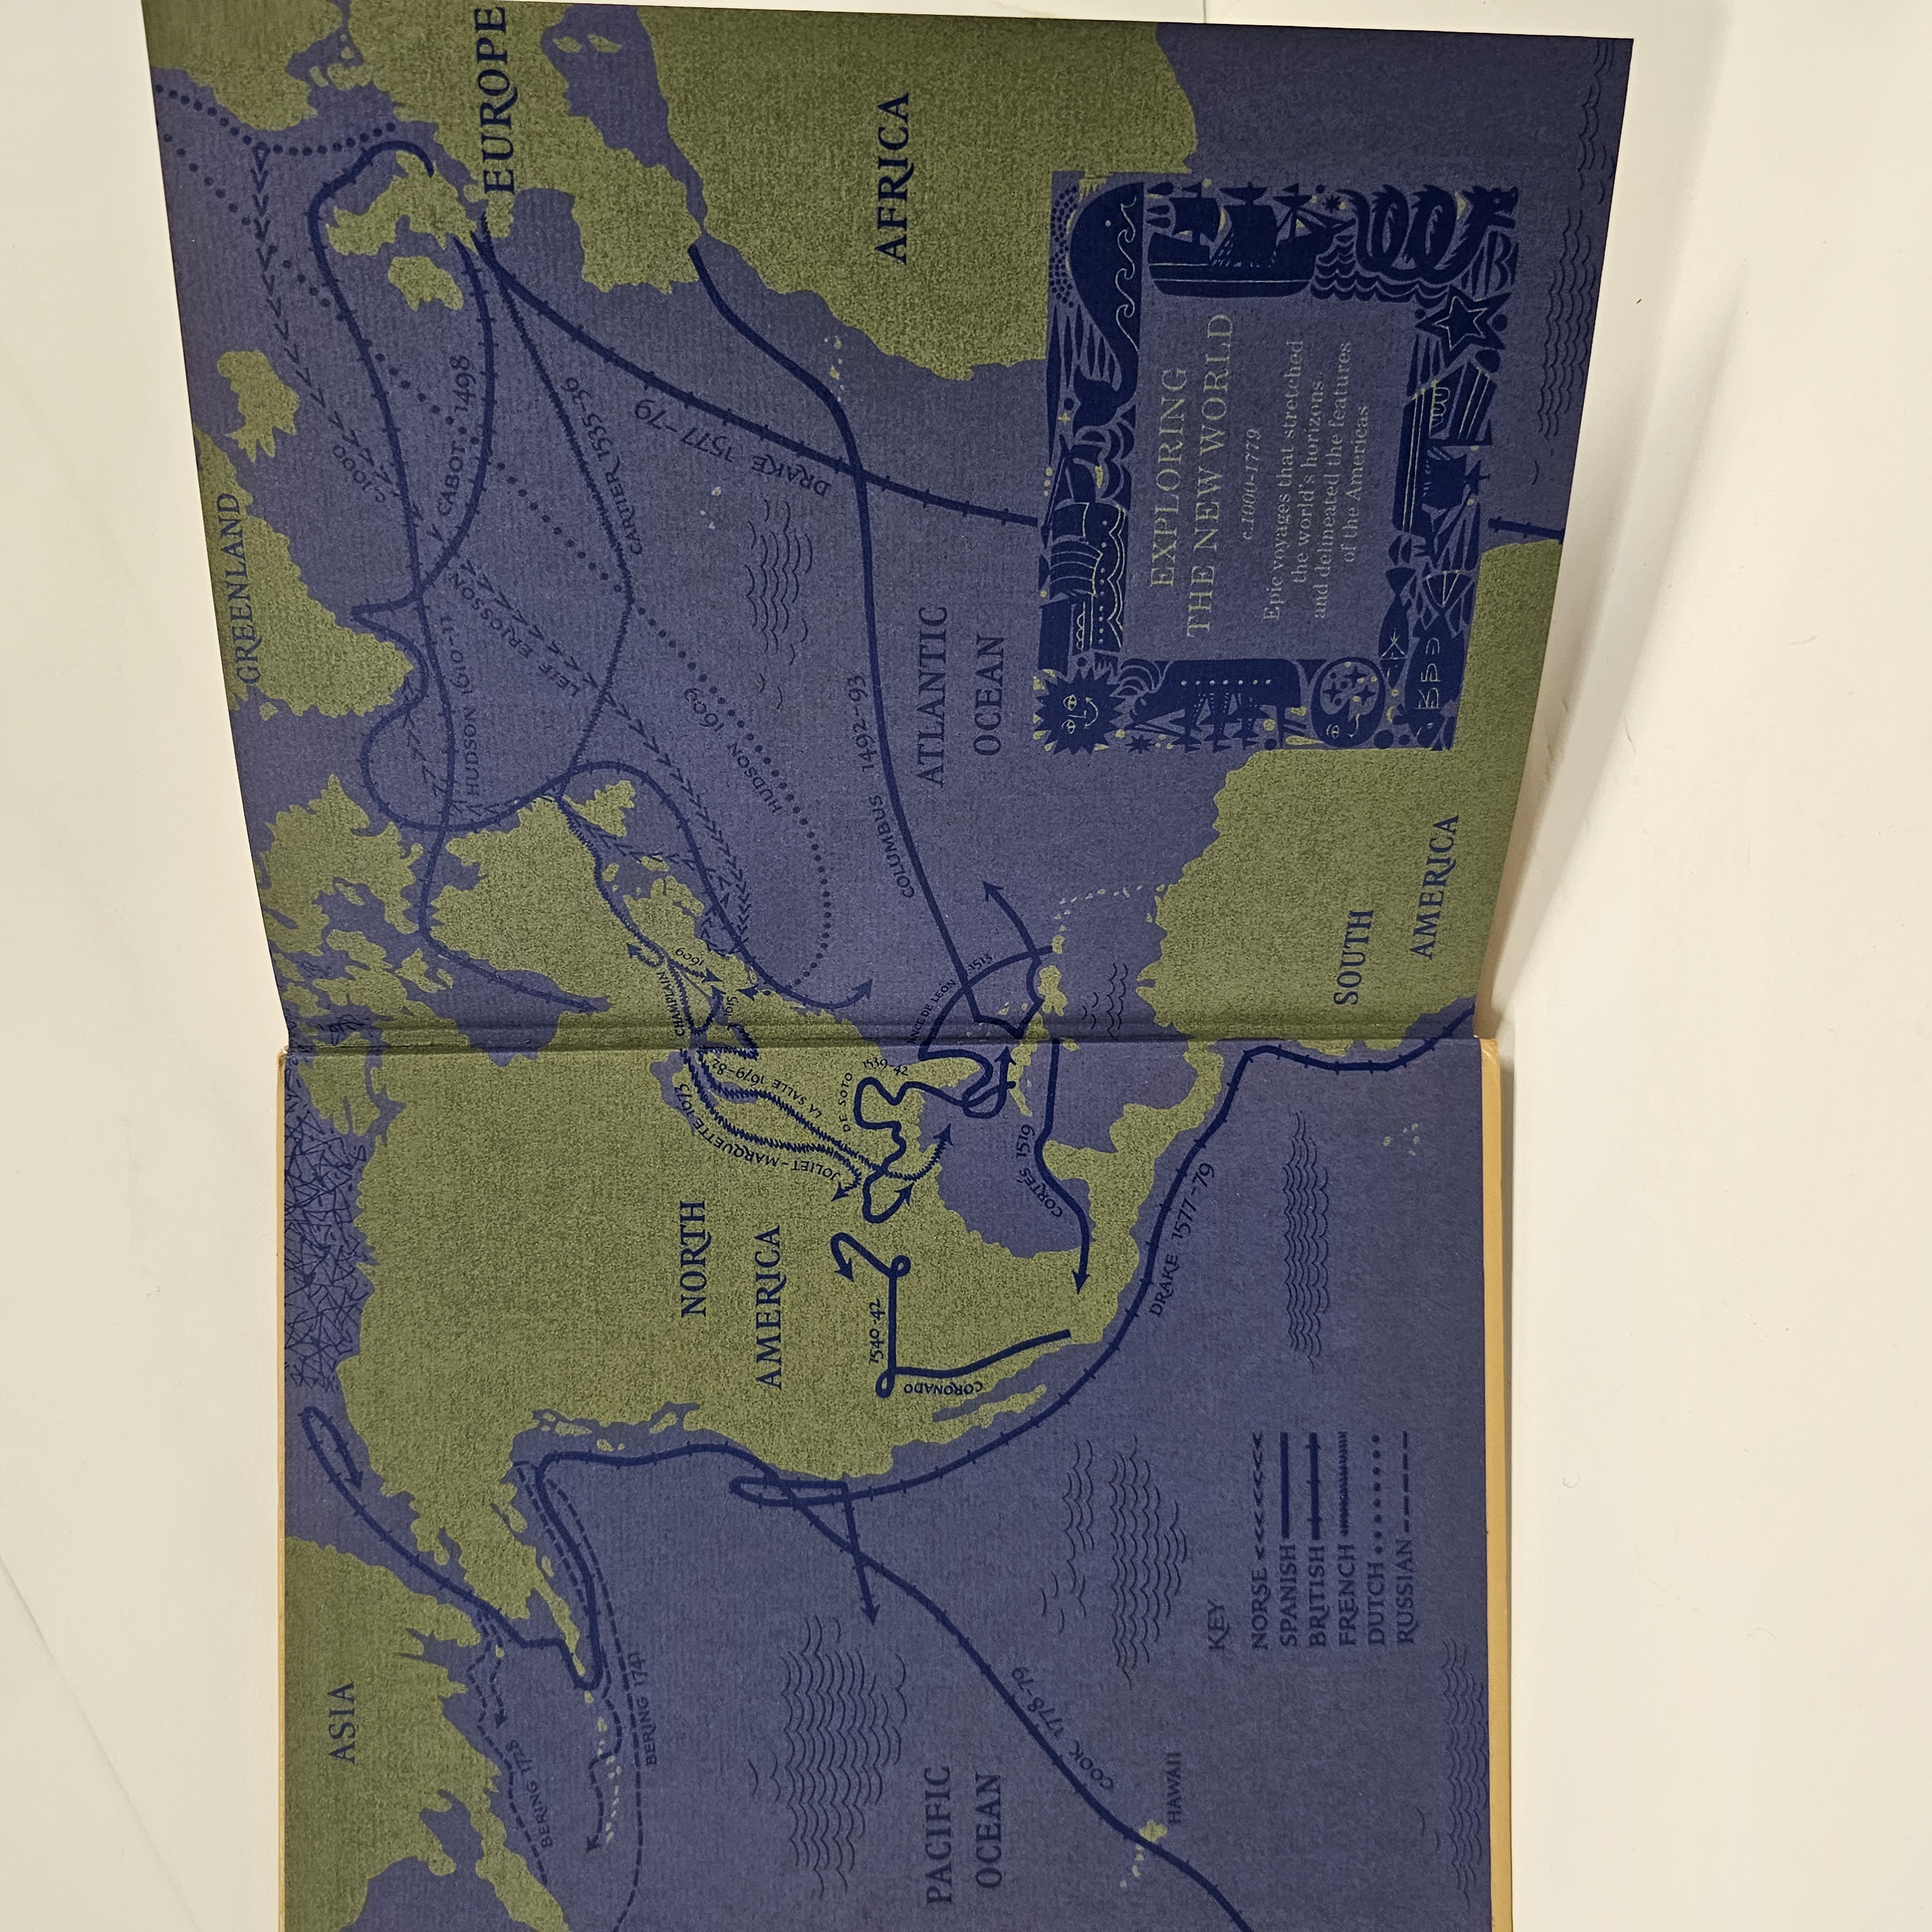 ASIA
BERING 1728
BERING 1741
NORTH
AMERICA
PACIFIC
OCEAN
COOK 1778-79
HAWAII
CORONADO
1540-42
JOLIET-MARQUETTE 1673
LA SALLE 1679-82
DE SOTO
1539-42
CORTÉS 1519
DRAKE 1577-79
KEY
NORSE
SPANISH
BRITISH
FRENCH
DUTCH
RUSSIAN
GREENLAND
c.1000
LEIF ERICSSON
HUDSON 1610-11
CABOT 1498
EUROPE
CARTIER 1535-36
CHAMPLAIN
1609
1615
HUDSON 1609
DRAKE 1577-79
COLUMBUS 1492-93
DE LEON 1513
ATLANTIC
OCEAN
AFRICA
SOUTH
AMERICA
EXPLORING
THE NEW WORLD
c.1000-1779
Epic voyages that stretched
the world's horizons
and delineated the features
of the Americas